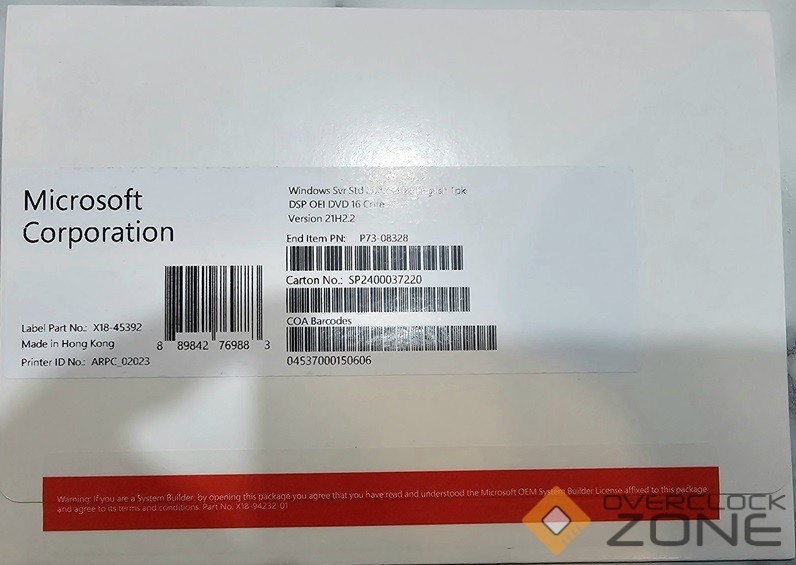 Microsoft
Corporation
Windows Svr Std 1pk
DSP OEI DVD 16 Core
Version 21H2.2
End Item PN: P73-08328
Carton No.: SP2400037220
COA Barcodes
04537000150606
Label Part No.: X18-45392
Made in Hong Kong
Printer ID No.: ARPC_02023
8 89842 76988 3
Warning: If you are a System Builder: by opening this package you agree that you have read and understood the Microsoft OEM System Builder License affixed to this package
and agree to its terms and conditions. Part No. X18-94232-01
OVERCLOCK
ZONE